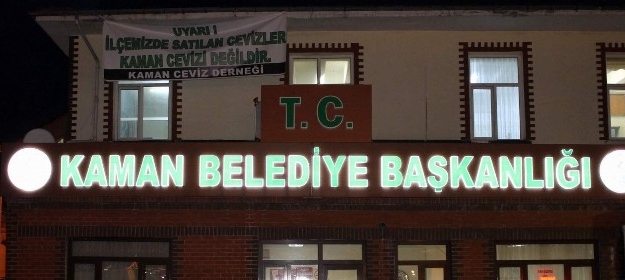 UYARI !
İLÇEMİZDE SATILAN CEVİZLER
KAMAN CEVİZİ DEĞİLDİR.
KAMAN CEVİZ DERNEĞİ
T. C.
KAMAN BELEDİYE BAŞKANLIĞI